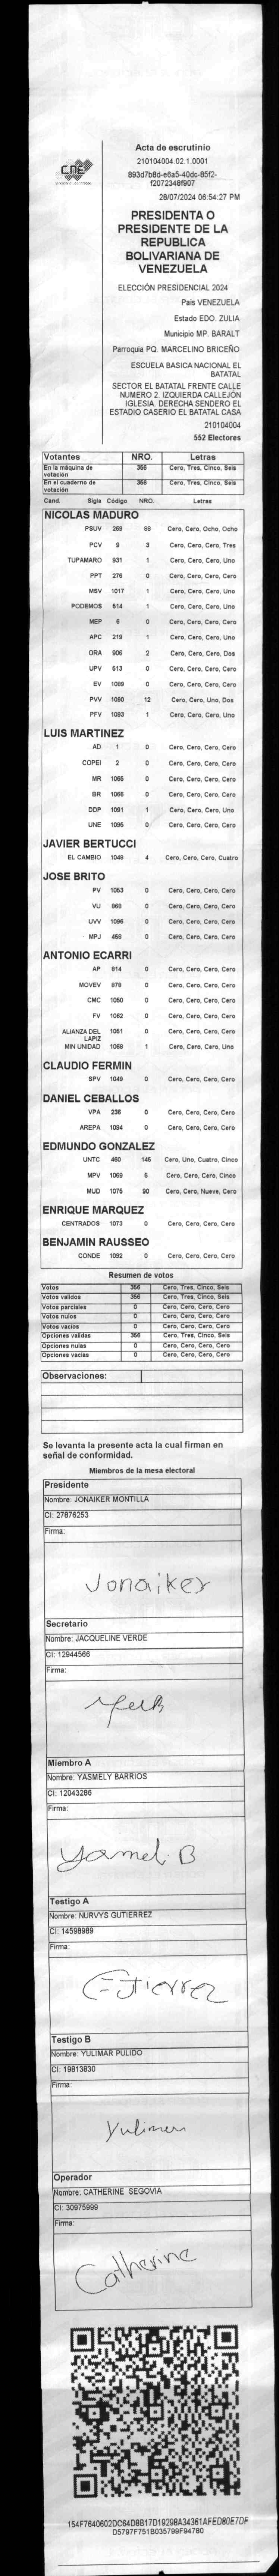 CNE
Acta de escrutinio
210104004.02.1.0001
893d7b8d-e6a5-40dc-85f2-
f2072348f907
28/07/2024 06:54:27 PM
PRESIDENTA O
PRESIDENTE DE LA
REPUBLICA
BOLIVARIANA DE
VENEZUELA
ELECCIÓN PRESIDENCIAL 2024
País VENEZUELA
Estado EDO. ZULIA
Municipio MP. BARALT
Parroquia PQ. MARCELINO BRICEÑO
ESCUELA BASICA NACIONAL EL
BATATAL
SECTOR EL BATATAL FRENTE CALLE
NUMERO 2. IZQUIERDA CALLEJÓN
IGLESIA. DERECHA SENDERO EL
ESTADIO CASERIO EL BATATAL CASA
210104004
552 Electores
Votantes NRO. Letras
En la máquina de votación 356 Cero, Tres, Cinco, Seis
En el cuaderno de votación 356 Cero, Tres, Cinco, Seis
Cand. Sigla Código NRO. Letras
NICOLAS MADURO
PSUV 269 88 Cero, Cero, Ocho, Ocho
PCV 9 3 Cero, Cero, Cero, Tres
TUPAMARO 931 1 Cero, Cero, Cero, Uno
PPT 276 0 Cero, Cero, Cero, Cero
MSV 1017 1 Cero, Cero, Cero, Uno
PODEMOS 514 1 Cero, Cero, Cero, Uno
MEP 6 0 Cero, Cero, Cero, Cero
APC 219 1 Cero, Cero, Cero, Uno
ORA 906 2 Cero, Cero, Cero, Dos
UPV 513 0 Cero, Cero, Cero, Cero
EV 1089 0 Cero, Cero, Cero, Cero
PVV 1090 12 Cero, Cero, Uno, Dos
PFV 1093 1 Cero, Cero, Cero, Uno
LUIS MARTINEZ
AD 1 0 Cero, Cero, Cero, Cero
COPEI 2 0 Cero, Cero, Cero, Cero
MR 1065 0 Cero, Cero, Cero, Cero
BR 1066 0 Cero, Cero, Cero, Cero
DDP 1091 1 Cero, Cero, Cero, Uno
UNE 1095 0 Cero, Cero, Cero, Cero
JAVIER BERTUCCI
EL CAMBIO 1048 4 Cero, Cero, Cero, Cuatro
JOSE BRITO
PV 1053 0 Cero, Cero, Cero, Cero
VU 968 0 Cero, Cero, Cero, Cero
UVV 1096 0 Cero, Cero, Cero, Cero
MPJ 458 0 Cero, Cero, Cero, Cero
ANTONIO ECARRI
AP 814 0 Cero, Cero, Cero, Cero
MOVEV 979 0 Cero, Cero, Cero, Cero
CMC 1050 0 Cero, Cero, Cero, Cero
FV 1062 0 Cero, Cero, Cero, Cero
ALIANZA DEL LAPIZ 1051 0 Cero, Cero, Cero, Cero
MIN UNIDAD 1068 1 Cero, Cero, Cero, Uno
CLAUDIO FERMIN
SPV 1049 0 Cero, Cero, Cero, Cero
DANIEL CEBALLOS
VPA 236 0 Cero, Cero, Cero, Cero
AREPA 1094 0 Cero, Cero, Cero, Cero
EDMUNDO GONZALEZ
UNTC 460 145 Cero, Uno, Cuatro, Cinco
MPV 1069 5 Cero, Cero, Cero, Cinco
MUD 1075 90 Cero, Cero, Nueve, Cero
ENRIQUE MARQUEZ
CENTRADOS 1073 0 Cero, Cero, Cero, Cero
BENJAMIN RAUSSEO
CONDE 1092 0 Cero, Cero, Cero, Cero
Resumen de votos
Votos 356 Cero, Tres, Cinco, Seis
Votos validos 356 Cero, Tres, Cinco, Seis
Votos parciales 0 Cero, Cero, Cero, Cero
Votos nulos 0 Cero, Cero, Cero, Cero
Votos vacios 0 Cero, Cero, Cero, Cero
Opciones validas 356 Cero, Tres, Cinco, Seis
Opciones nulas 0 Cero, Cero, Cero, Cero
Opciones vacias 0 Cero, Cero, Cero, Cero
Observaciones:
Se levanta la presente acta la cual firman en
señal de conformidad.
Miembros de la mesa electoral
Presidente
Nombre: JONAIKER MONTILLA
CI: 27876253
Firma:
Jonaiker
Secretario
Nombre: JACQUELINE VERDE
CI: 12944566
Firma:
Miembro A
Nombre: YASMELY BARRIOS
CI: 12043286
Firma:
Yasmel B
Testigo A
Nombre: NURVYS GUTIERREZ
CI: 14598989
Firma:
Gutierrez
Testigo B
Nombre: YULIMAR PULIDO
CI: 19813830
Firma:
Yulimar
Operador
Nombre: CATHERINE SEGOVIA
CI: 30975999
Firma:
Catherine
154F7640602DC64D8B17D19298A34361AFED80E7DF
D5797F751B035799F94780